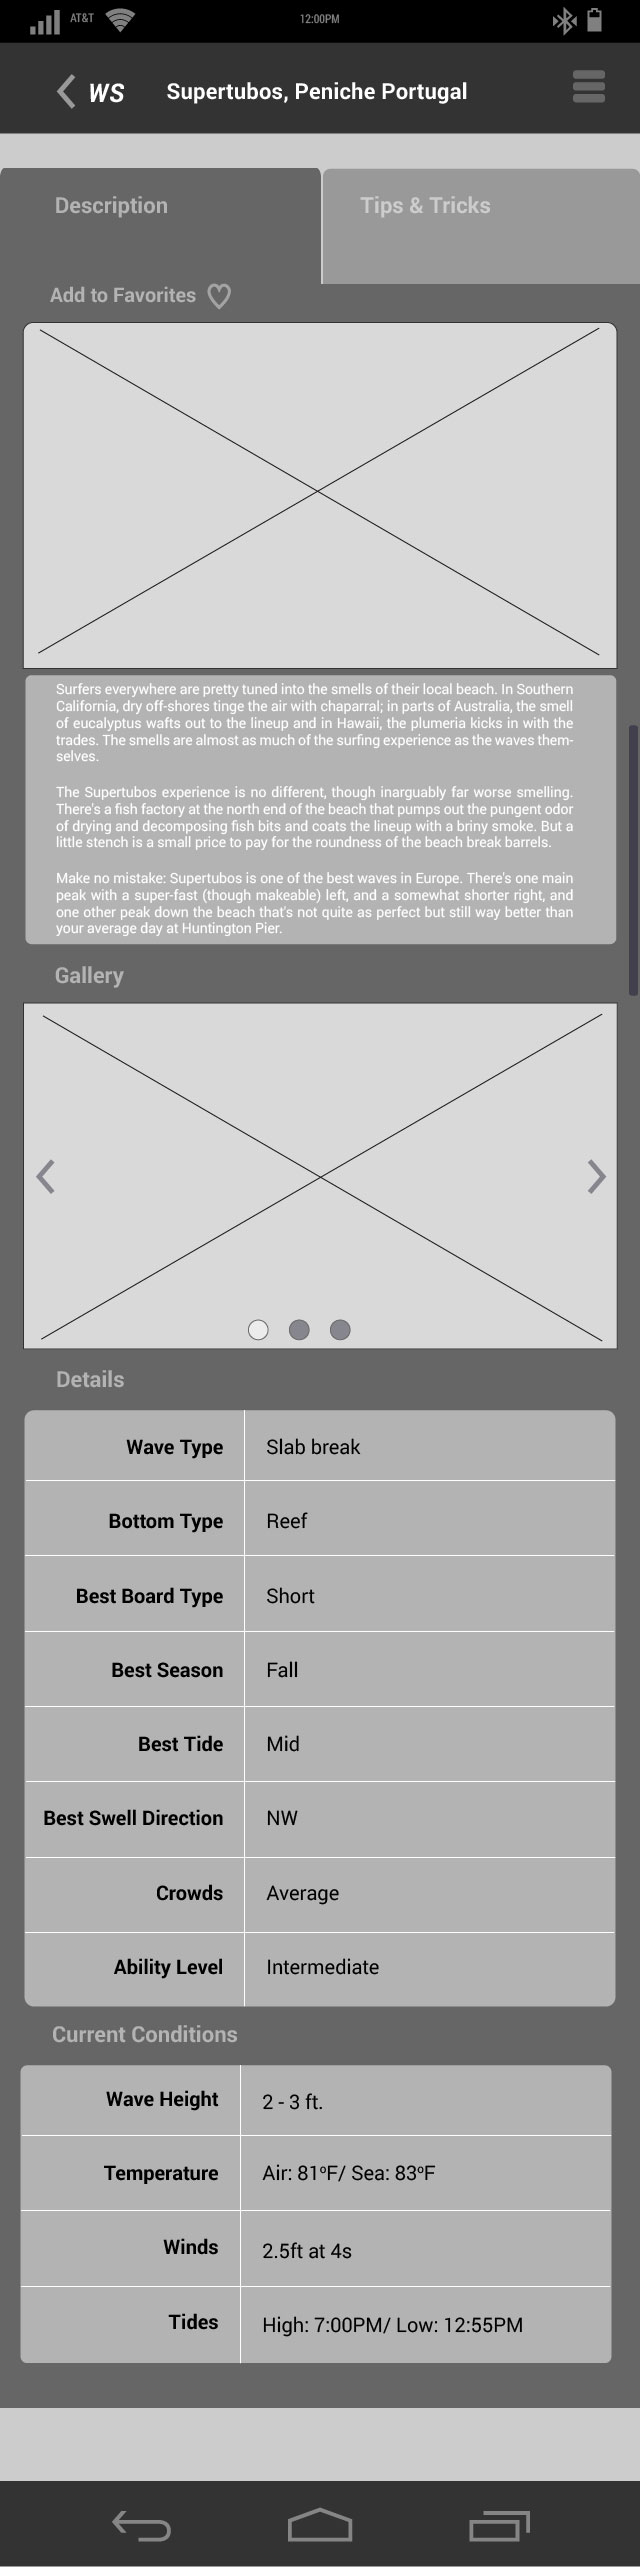 AT&T 12:00PM
WS Supertubos, Peniche Portugal
Description Tips & Tricks
Add to Favorites
Surfers everywhere are pretty tuned into the smells of their local beach. In Southern
California, dry off-shores tinge the air with chaparral; in parts of Australia, the smell
of eucalyptus wafts out to the lineup and in Hawaii, the plumeria kicks in with the
trades. The smells are almost as much of the surfing experience as the waves them-
selves.
The Supertubos experience is no different, though inarguably far worse smelling.
There's a fish factory at the north end of the beach that pumps out the pungent odor
of drying and decomposing fish bits and coats the lineup with a briny smoke. But a
little stench is a small price to pay for the roundness of the beach break barrels.
Make no mistake: Supertubos is one of the best waves in Europe. There's one main
peak with a super-fast (though makeable) left, and a somewhat shorter right, and
one other peak down the beach that's not quite as perfect but still way better than
your average day at Huntington Pier.
Gallery
Details
Wave Type Slab break
Bottom Type Reef
Best Board Type Short
Best Season Fall
Best Tide Mid
Best Swell Direction NW
Crowds Average
Ability Level Intermediate
Current Conditions
Wave Height 2 - 3 ft.
Temperature Air: 81ºF/ Sea: 83ºF
Winds 2.5ft at 4s
Tides High: 7:00PM/ Low: 12:55PM